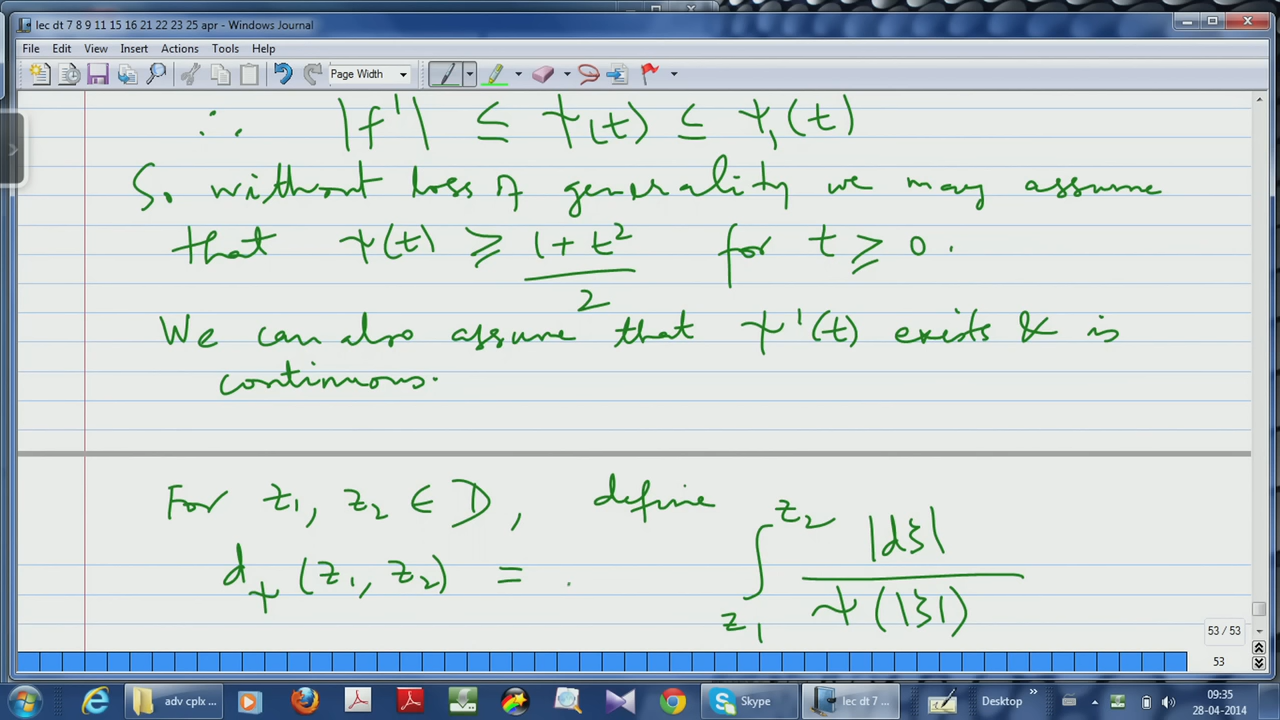 lec dt 7 8 9 11 15 16 21 22 23 25 apr - Windows Journal
File Edit View Insert Actions Tools Help
Page Width
∴ |f'| ≤ ψ(t) ≤ ψ₁(t)
So without loss of generality we may assume
that ψ(t) ≥ (1 + t²)/2 for t ≥ 0.
We can also assume that ψ'(t) exists & is
continuous.
For z₁, z₂ ∈ D, define
d_ψ (z₁, z₂) = ∫_{z₁}^{z₂} |dξ| / ψ(|ξ|)
53 / 53
53
adv cplx ...
Skype
lec dt 7 ...
Desktop
09:35
28-04-2014